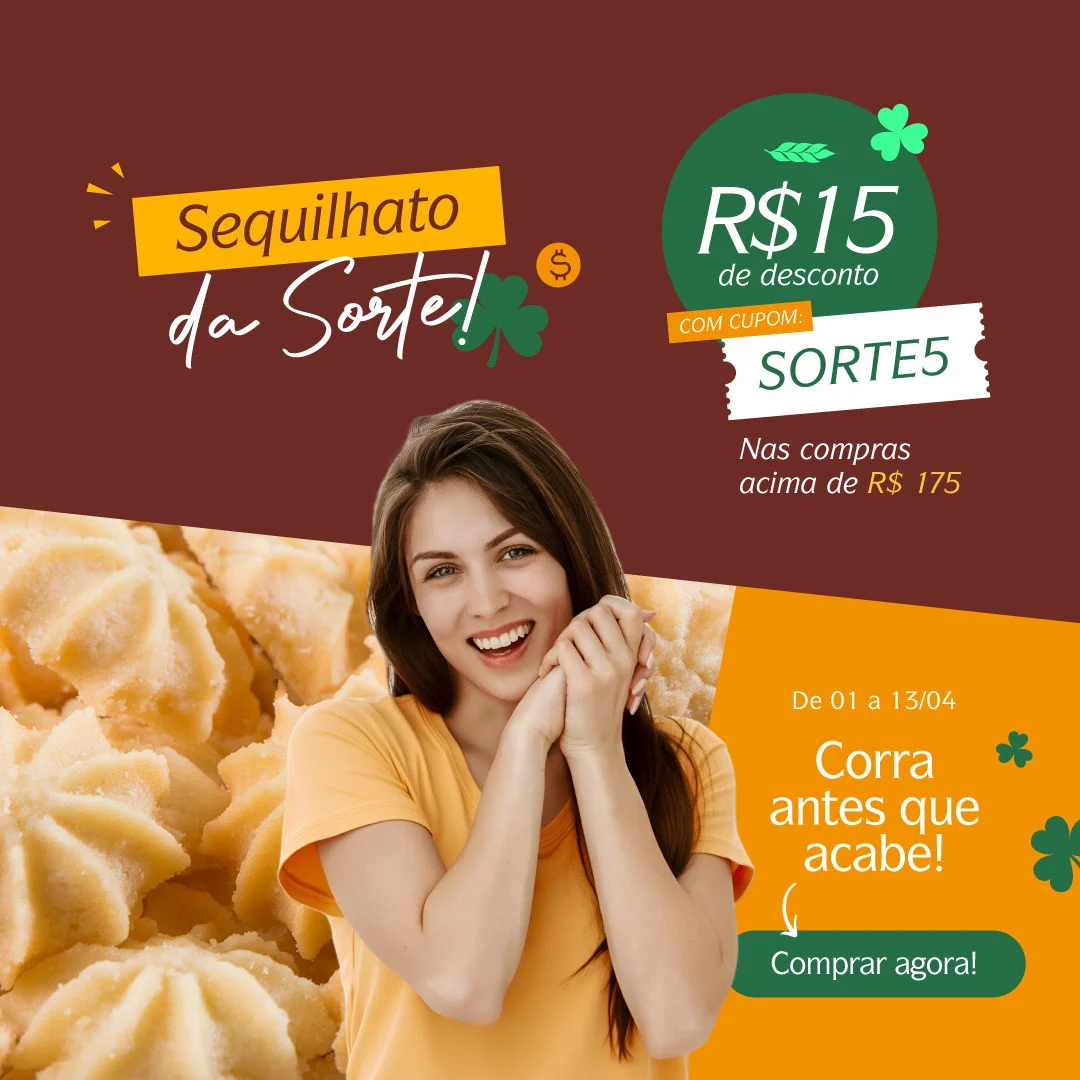 Sequilhato
da Sorte!
$
R$15
de desconto
COM CUPOM:
SORTE5
Nas compras
acima de R$ 175
De 01 a 13/04
Corra
antes que
acabe!
Comprar agora!